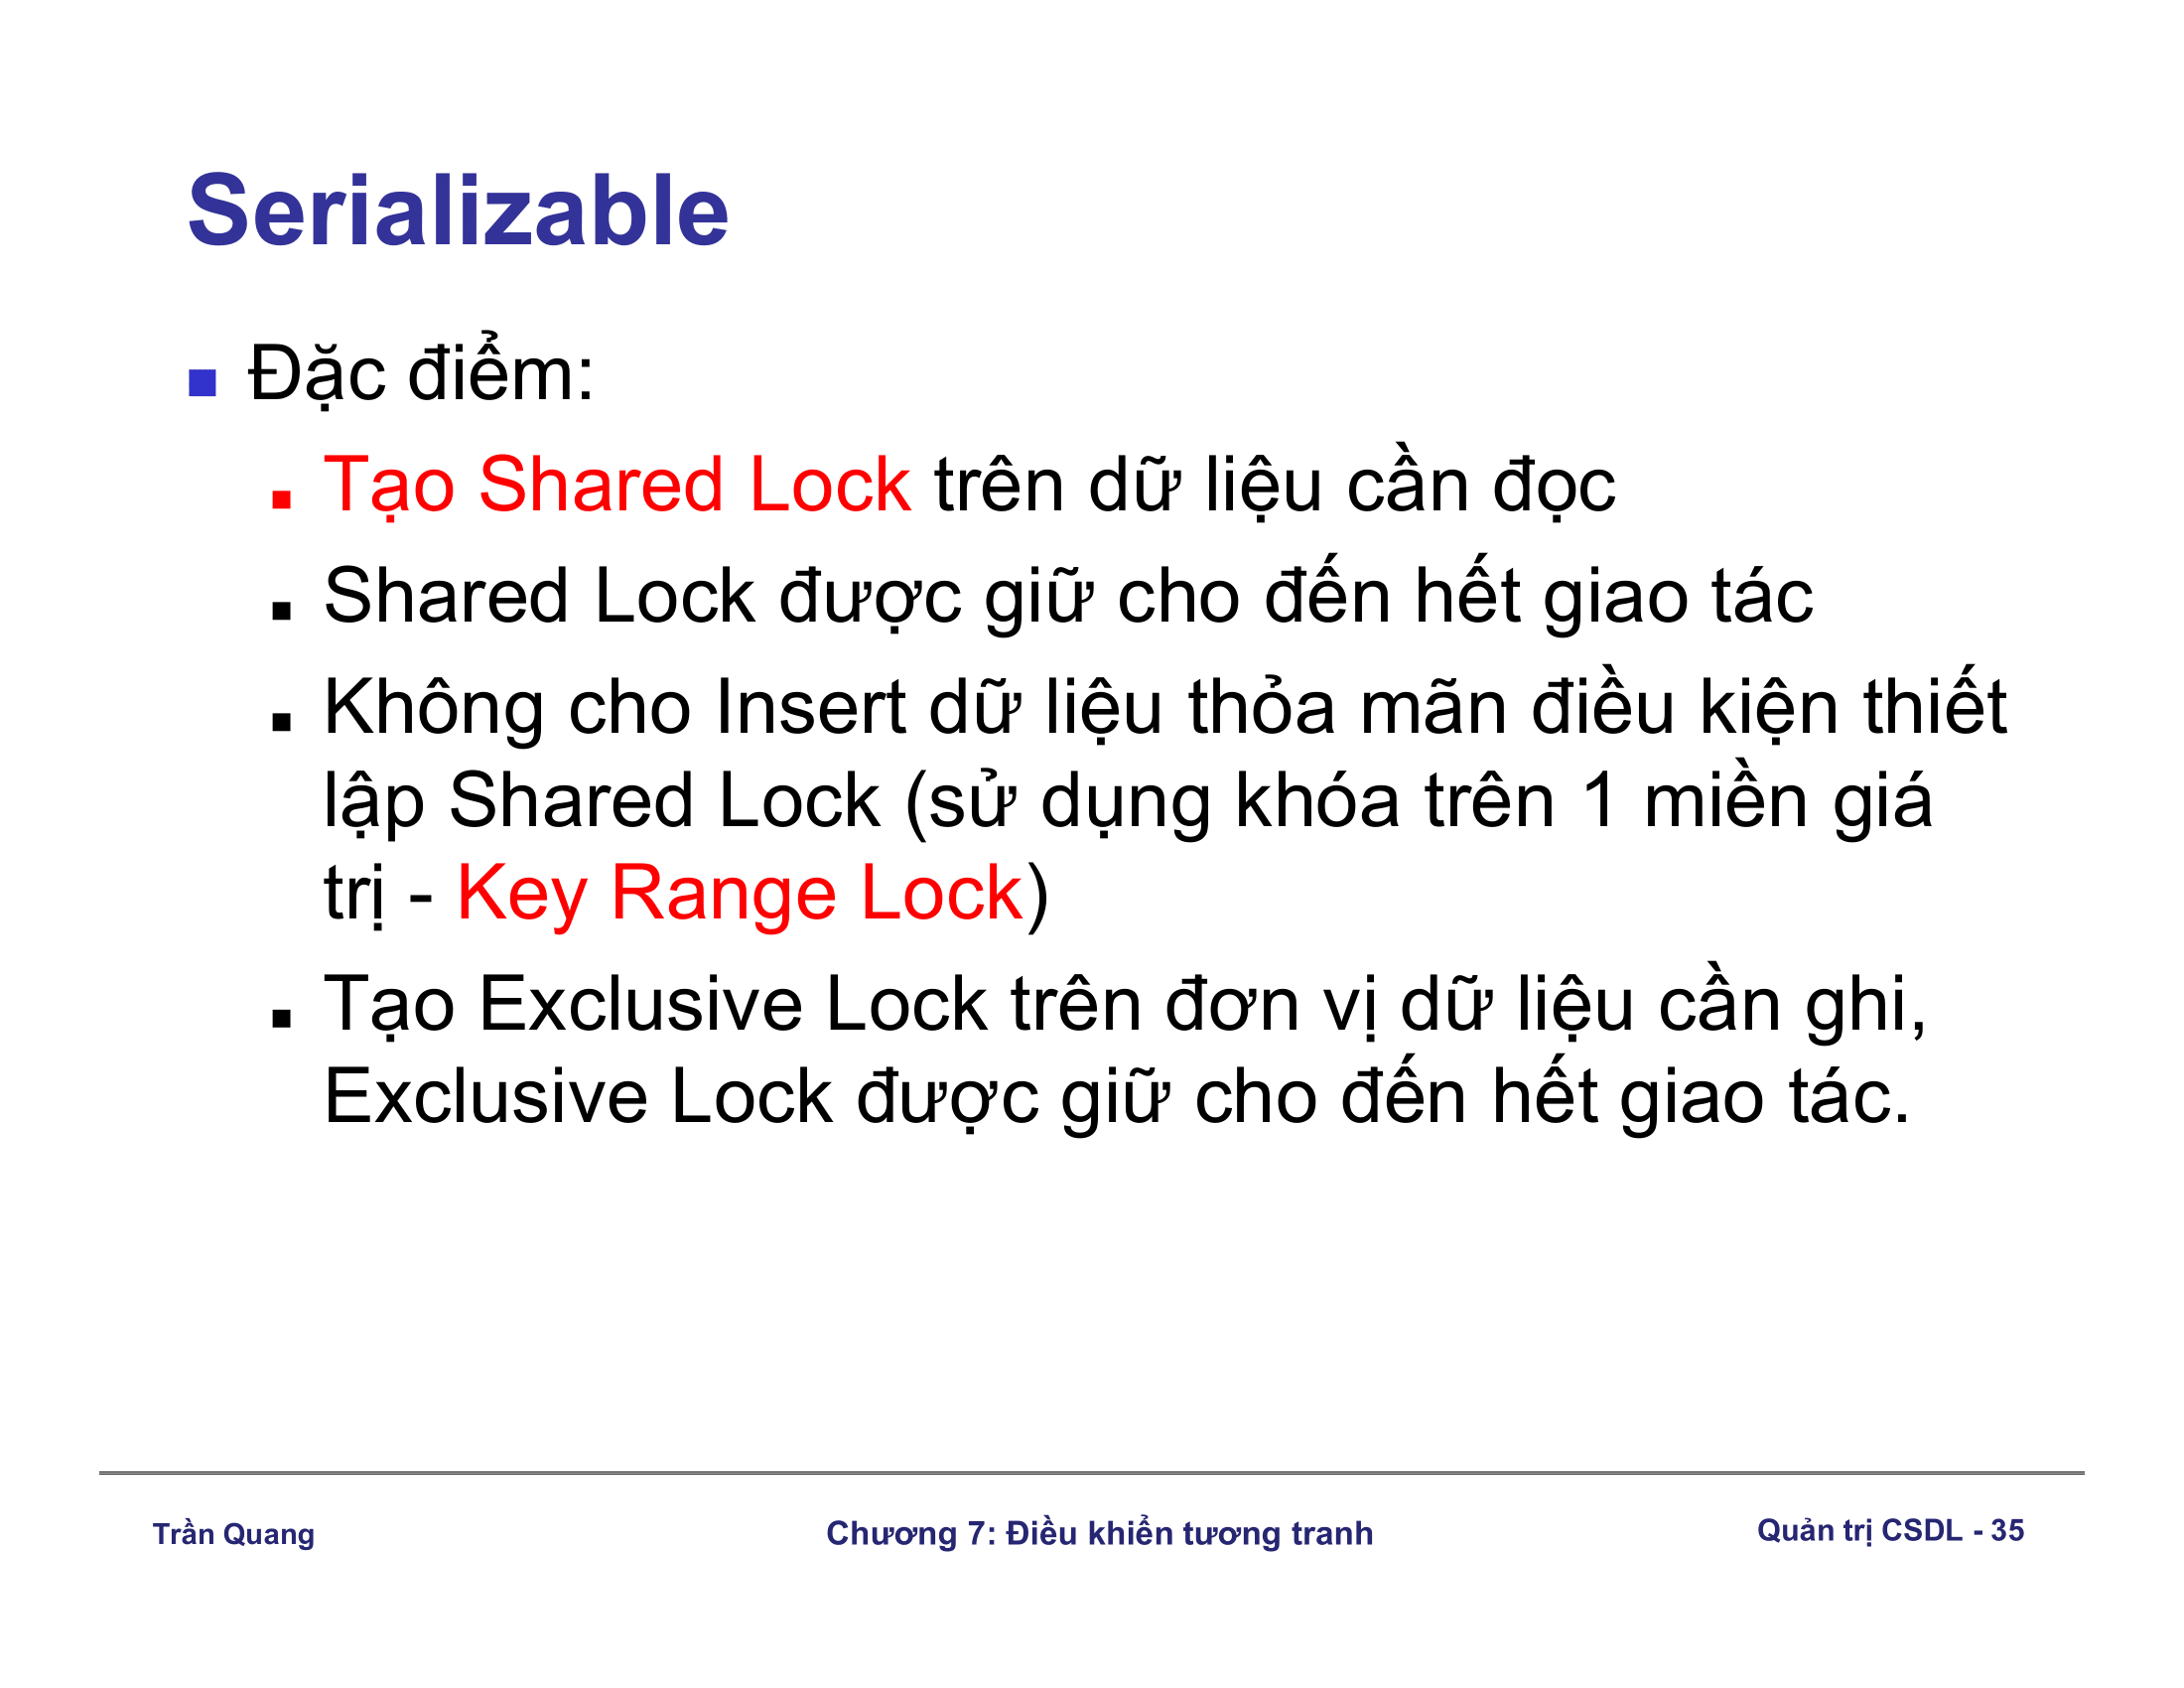 Serializable
Đặc điểm:
Tạo Shared Lock trên dữ liệu cần đọc
Shared Lock được giữ cho đến hết giao tác
Không cho Insert dữ liệu thỏa mãn điều kiện thiết
lập Shared Lock (sử dụng khóa trên 1 miền giá
trị - Key Range Lock)
Tạo Exclusive Lock trên đơn vị dữ liệu cần ghi,
Exclusive Lock được giữ cho đến hết giao tác.
Trần Quang
Chương 7: Điều khiển tương tranh
Quản trị CSDL - 35